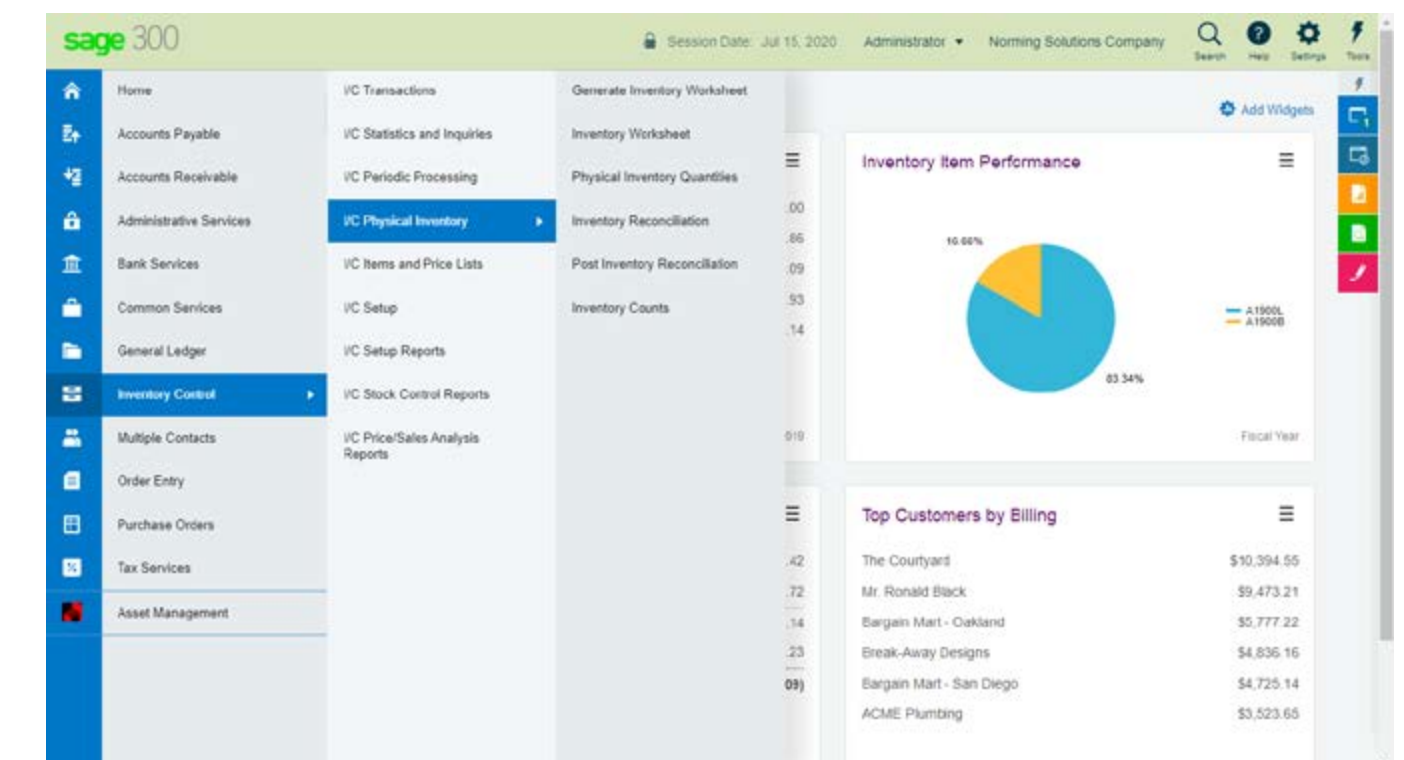 sage 300
Session Date: Jul 15, 2020
Administrator
Norming Solutions Company
Search
Help
Settings
Tools
Home
Accounts Payable
Accounts Receivable
Administrative Services
Bank Services
Common Services
General Ledger
Inventory Control
Multiple Contacts
Order Entry
Purchase Orders
Tax Services
Asset Management
I/C Transactions
I/C Statistics and Inquiries
I/C Periodic Processing
I/C Physical Inventory
I/C Items and Price Lists
I/C Setup
I/C Setup Reports
I/C Stock Control Reports
I/C Price/Sales Analysis
Reports
Generate Inventory Worksheet
Inventory Worksheet
Physical Inventory Quantities
Inventory Reconciliation
Post Inventory Reconciliation
Inventory Counts
.00
.86
.09
.93
.14
019
.42
.72
.14
.23
09)
Add Widgets
1
Inventory Item Performance
16.66%
83.34%
A1900L
A1900B
Fiscal Year
Top Customers by Billing
The Courtyard $10,394.55
Mr. Ronald Black $9,473.21
Bargain Mart - Oakland $5,777.22
Break-Away Designs $4,836.16
Bargain Mart - San Diego $4,725.14
ACME Plumbing $3,523.65